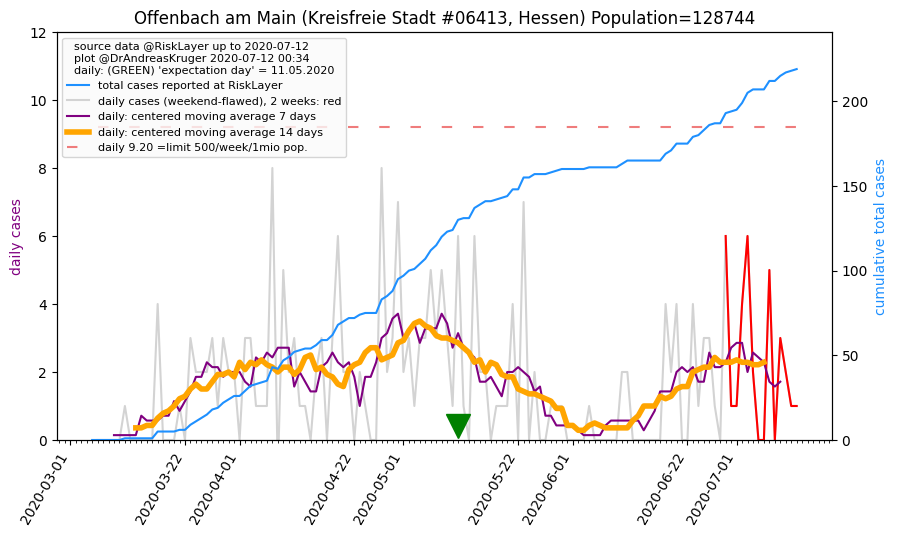 Offenbach am Main (Kreisfreie Stadt #06413, Hessen) Population=128744
source data @RiskLayer up to 2020-07-12
plot @DrAndreasKruger 2020-07-12 00:34
daily: (GREEN) 'expectation day' = 11.05.2020
total cases reported at RiskLayer
daily cases (weekend-flawed), 2 weeks: red
daily: centered moving average 7 days
daily: centered moving average 14 days
daily 9.20 =limit 500/week/1mio pop.
daily cases
12
10
8
6
4
2
0
cumulative total cases
200
150
100
50
0
2020-03-01
2020-03-22
2020-04-01
2020-04-22
2020-05-01
2020-05-22
2020-06-01
2020-06-22
2020-07-01